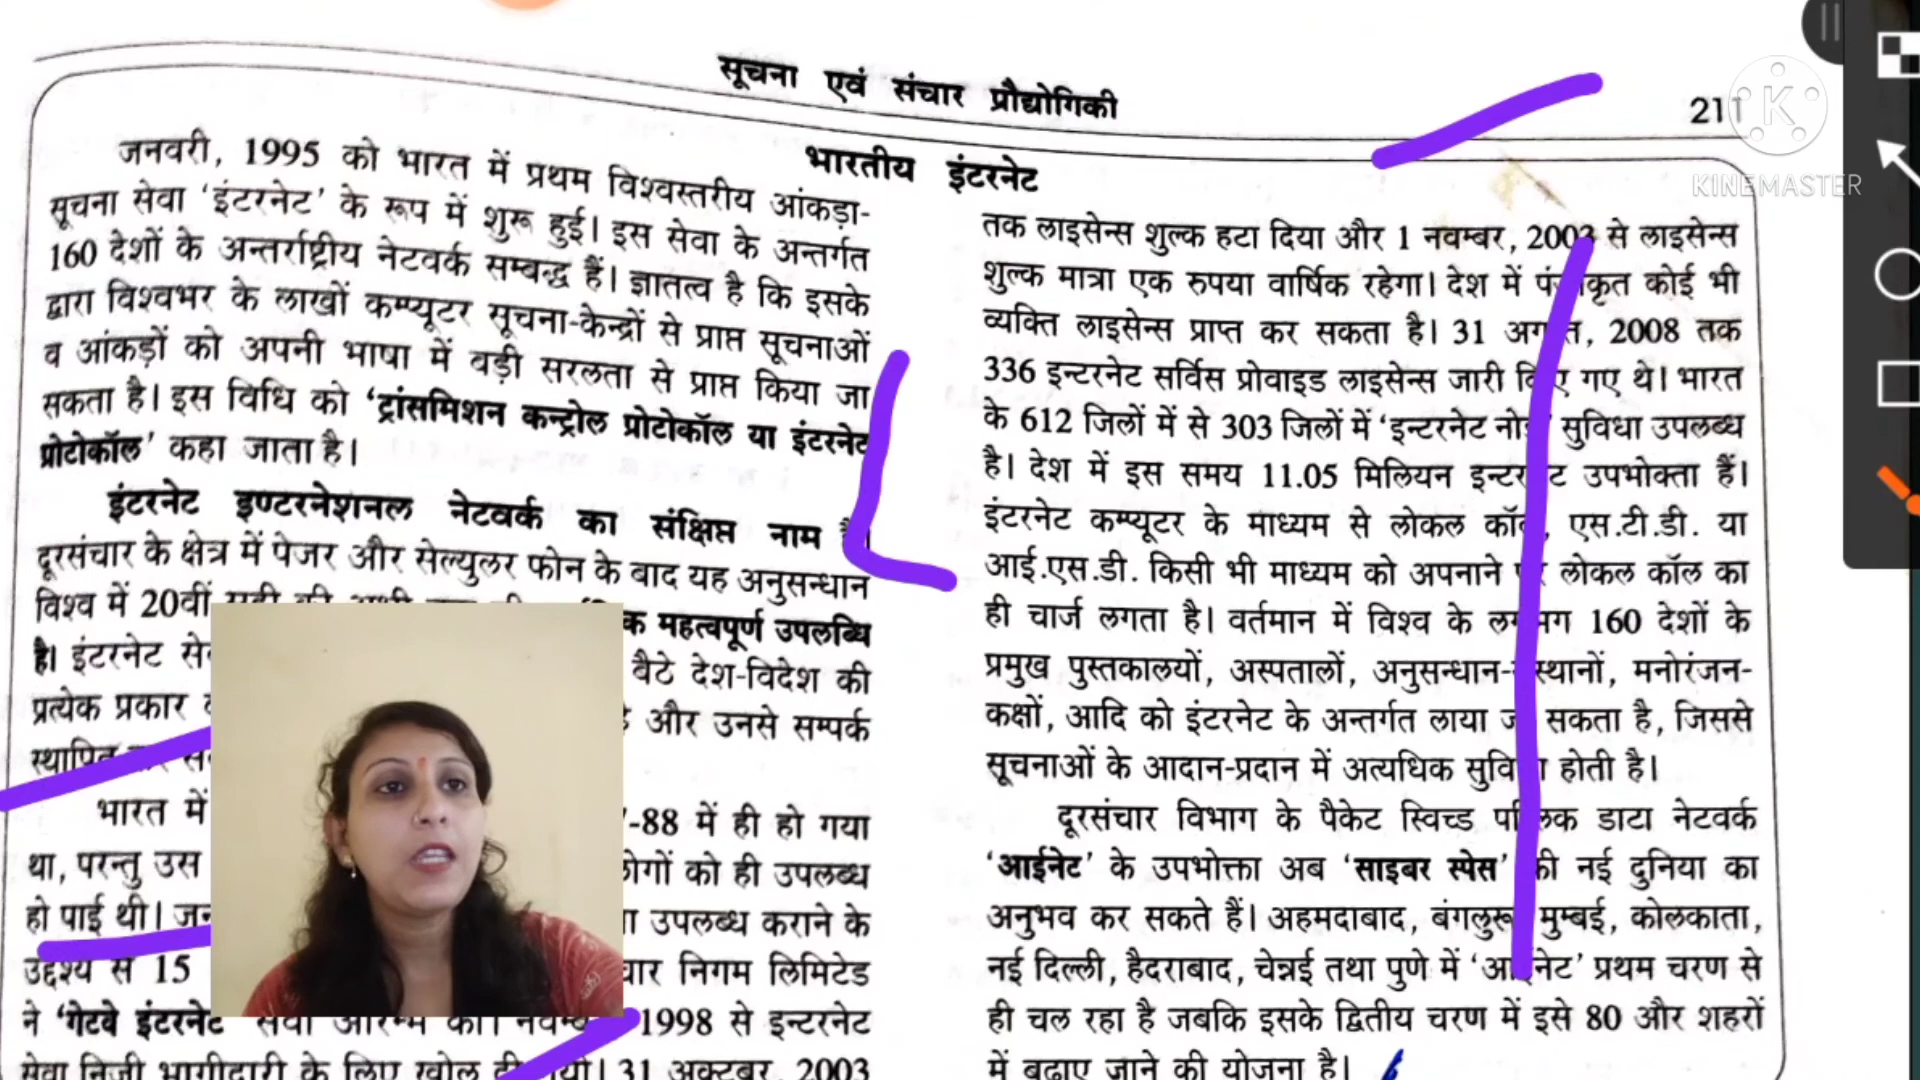 सूचना एवं संचार प्रौद्योगिकी
211
KINEMASTER
भारतीय इंटरनेट
जनवरी, 1995 को भारत में प्रथम विश्वस्तरीय आंकड़ा-
सूचना सेवा ‘इंटरनेट’ के रूप में शुरू हुई। इस सेवा के अन्तर्गत
160 देशों के अन्तर्राष्ट्रीय नेटवर्क सम्बद्ध हैं। ज्ञातव्य है कि इसके
द्वारा विश्वभर के लाखों कम्प्यूटर सूचना-केन्द्रों से प्राप्त सूचनाओं
व आंकड़ों को अपनी भाषा में बड़ी सरलता से प्राप्त किया जा
सकता है। इस विधि को ‘ट्रांसमिशन कन्ट्रोल प्रोटोकॉल या इंटरनेट
प्रोटोकॉल’ कहा जाता है।
इंटरनेट इण्टरनेशनल नेटवर्क का संक्षिप्त नाम
दूरसंचार के क्षेत्र में पेजर और सेल्युलर फोन के बाद यह अनुसन्धान
विश्व में 20वीं महत्वपूर्ण उपलब्धि
है। इंटरनेट बैटे देश-विदेश की
प्रत्येक प्रकार और उनसे सम्पर्क
स्थापित
भारत में -88 में ही हो गया
था, परन्तु उस को ही उपलब्ध
हो पाई थी। उपलब्ध कराने के
उद्देश्य से 15 निगम लिमिटेड
ने ‘गेटवे इंटरनेट’ सेवा आरम्भ की। 1998 से इन्टरनेट
सेवा निजी भागीदारी के लिए खोल 31 अक्टूबर, 2003
तक लाइसेन्स शुल्क हटा दिया और 1 नवम्बर, 2003 से लाइसेन्स
शुल्क मात्रा एक रुपया वार्षिक रहेगा। देश में कोई भी
व्यक्ति लाइसेन्स प्राप्त कर सकता है। 31 अगस्त, 2008 तक
336 इन्टरनेट सर्विस प्रोवाइड लाइसेन्स जारी किए गए थे। भारत
के 612 जिलों में से 303 जिलों में ‘इन्टरनेट सुविधा उपलब्ध
है। देश में इस समय 11.05 मिलियन इन्टरनेट उपभोक्ता हैं।
इंटरनेट कम्प्यूटर के माध्यम से लोकल कॉल, एस.टी.डी. या
आई.एस.डी. किसी भी माध्यम को अपनाने पर लोकल कॉल का
ही चार्ज लगता है। वर्तमान में विश्व के लगभग 160 देशों के
प्रमुख पुस्तकालयों, अस्पतालों, अनुसन्धान-संस्थानों, मनोरंजन-
कक्षों, आदि को इंटरनेट के अन्तर्गत लाया जा सकता है, जिससे
सूचनाओं के आदान-प्रदान में अत्यधिक सुविधा होती है।
दूरसंचार विभाग के पैकेट स्विच्ड पब्लिक डाटा नेटवर्क
‘आईनेट’ के उपभोक्ता अब ‘साइबर स्पेस’ की नई दुनिया का
अनुभव कर सकते हैं। अहमदाबाद, बंगलुरू मुम्बई, कोलकाता,
नई दिल्ली, हैदराबाद, चेन्नई तथा पुणे में ‘आईनेट’ प्रथम चरण से
ही चल रहा है जबकि इसके द्वितीय चरण में इसे 80 और शहरों
में बढ़ाए जाने की योजना है।